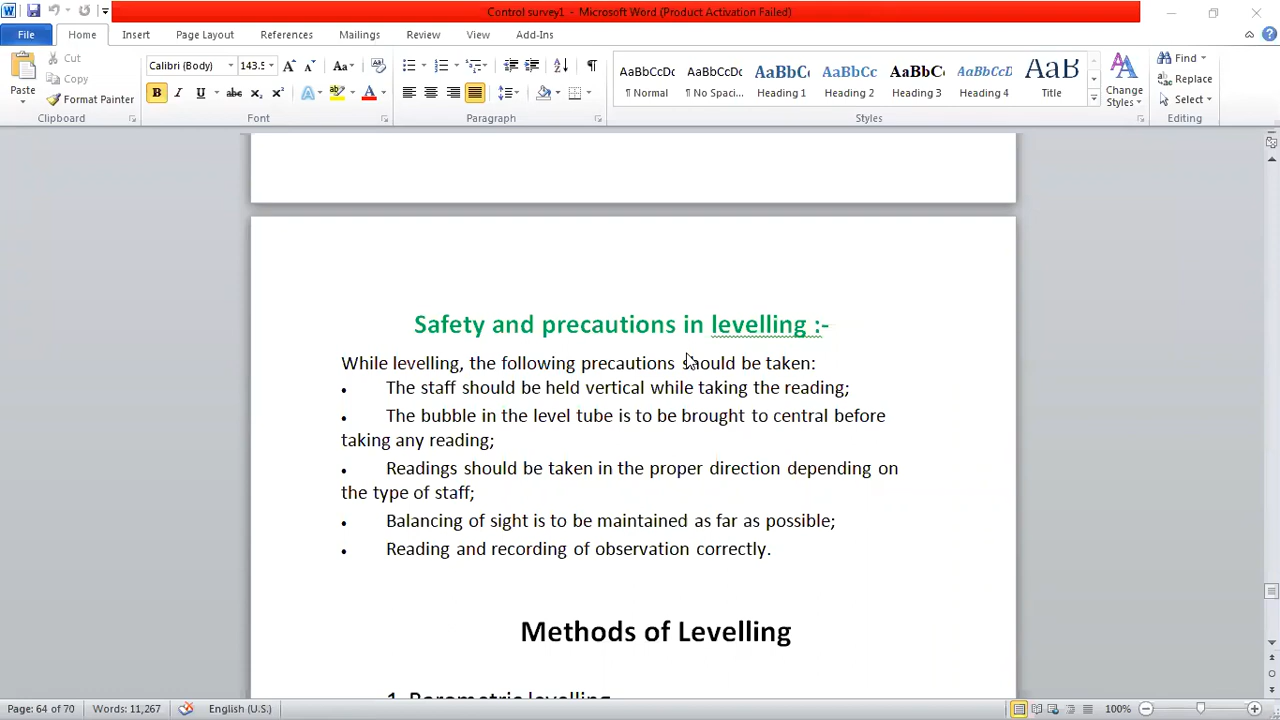 Control survey1 - Microsoft Word (Product Activation Failed)
File Home Insert Page Layout References Mailings Review View Add-Ins
Paste Cut Copy Format Painter
Calibri (Body) 143.5
AaBbCcDc AaBbCcDc AaBbC AaBbCc AaBbC AaBbCcD AaB
¶ Normal ¶ No Spaci... Heading 1 Heading 2 Heading 3 Heading 4 Title
Change Styles
Find Replace Select
Clipboard Font Paragraph Styles Editing
Safety and precautions in levelling :-
While levelling, the following precautions should be taken:
• The staff should be held vertical while taking the reading;
• The bubble in the level tube is to be brought to central before
taking any reading;
• Readings should be taken in the proper direction depending on
the type of staff;
• Balancing of sight is to be maintained as far as possible;
• Reading and recording of observation correctly.
Methods of Levelling
1. Barometric levelling
Page: 64 of 70 Words: 11,267 English (U.S.) 100%